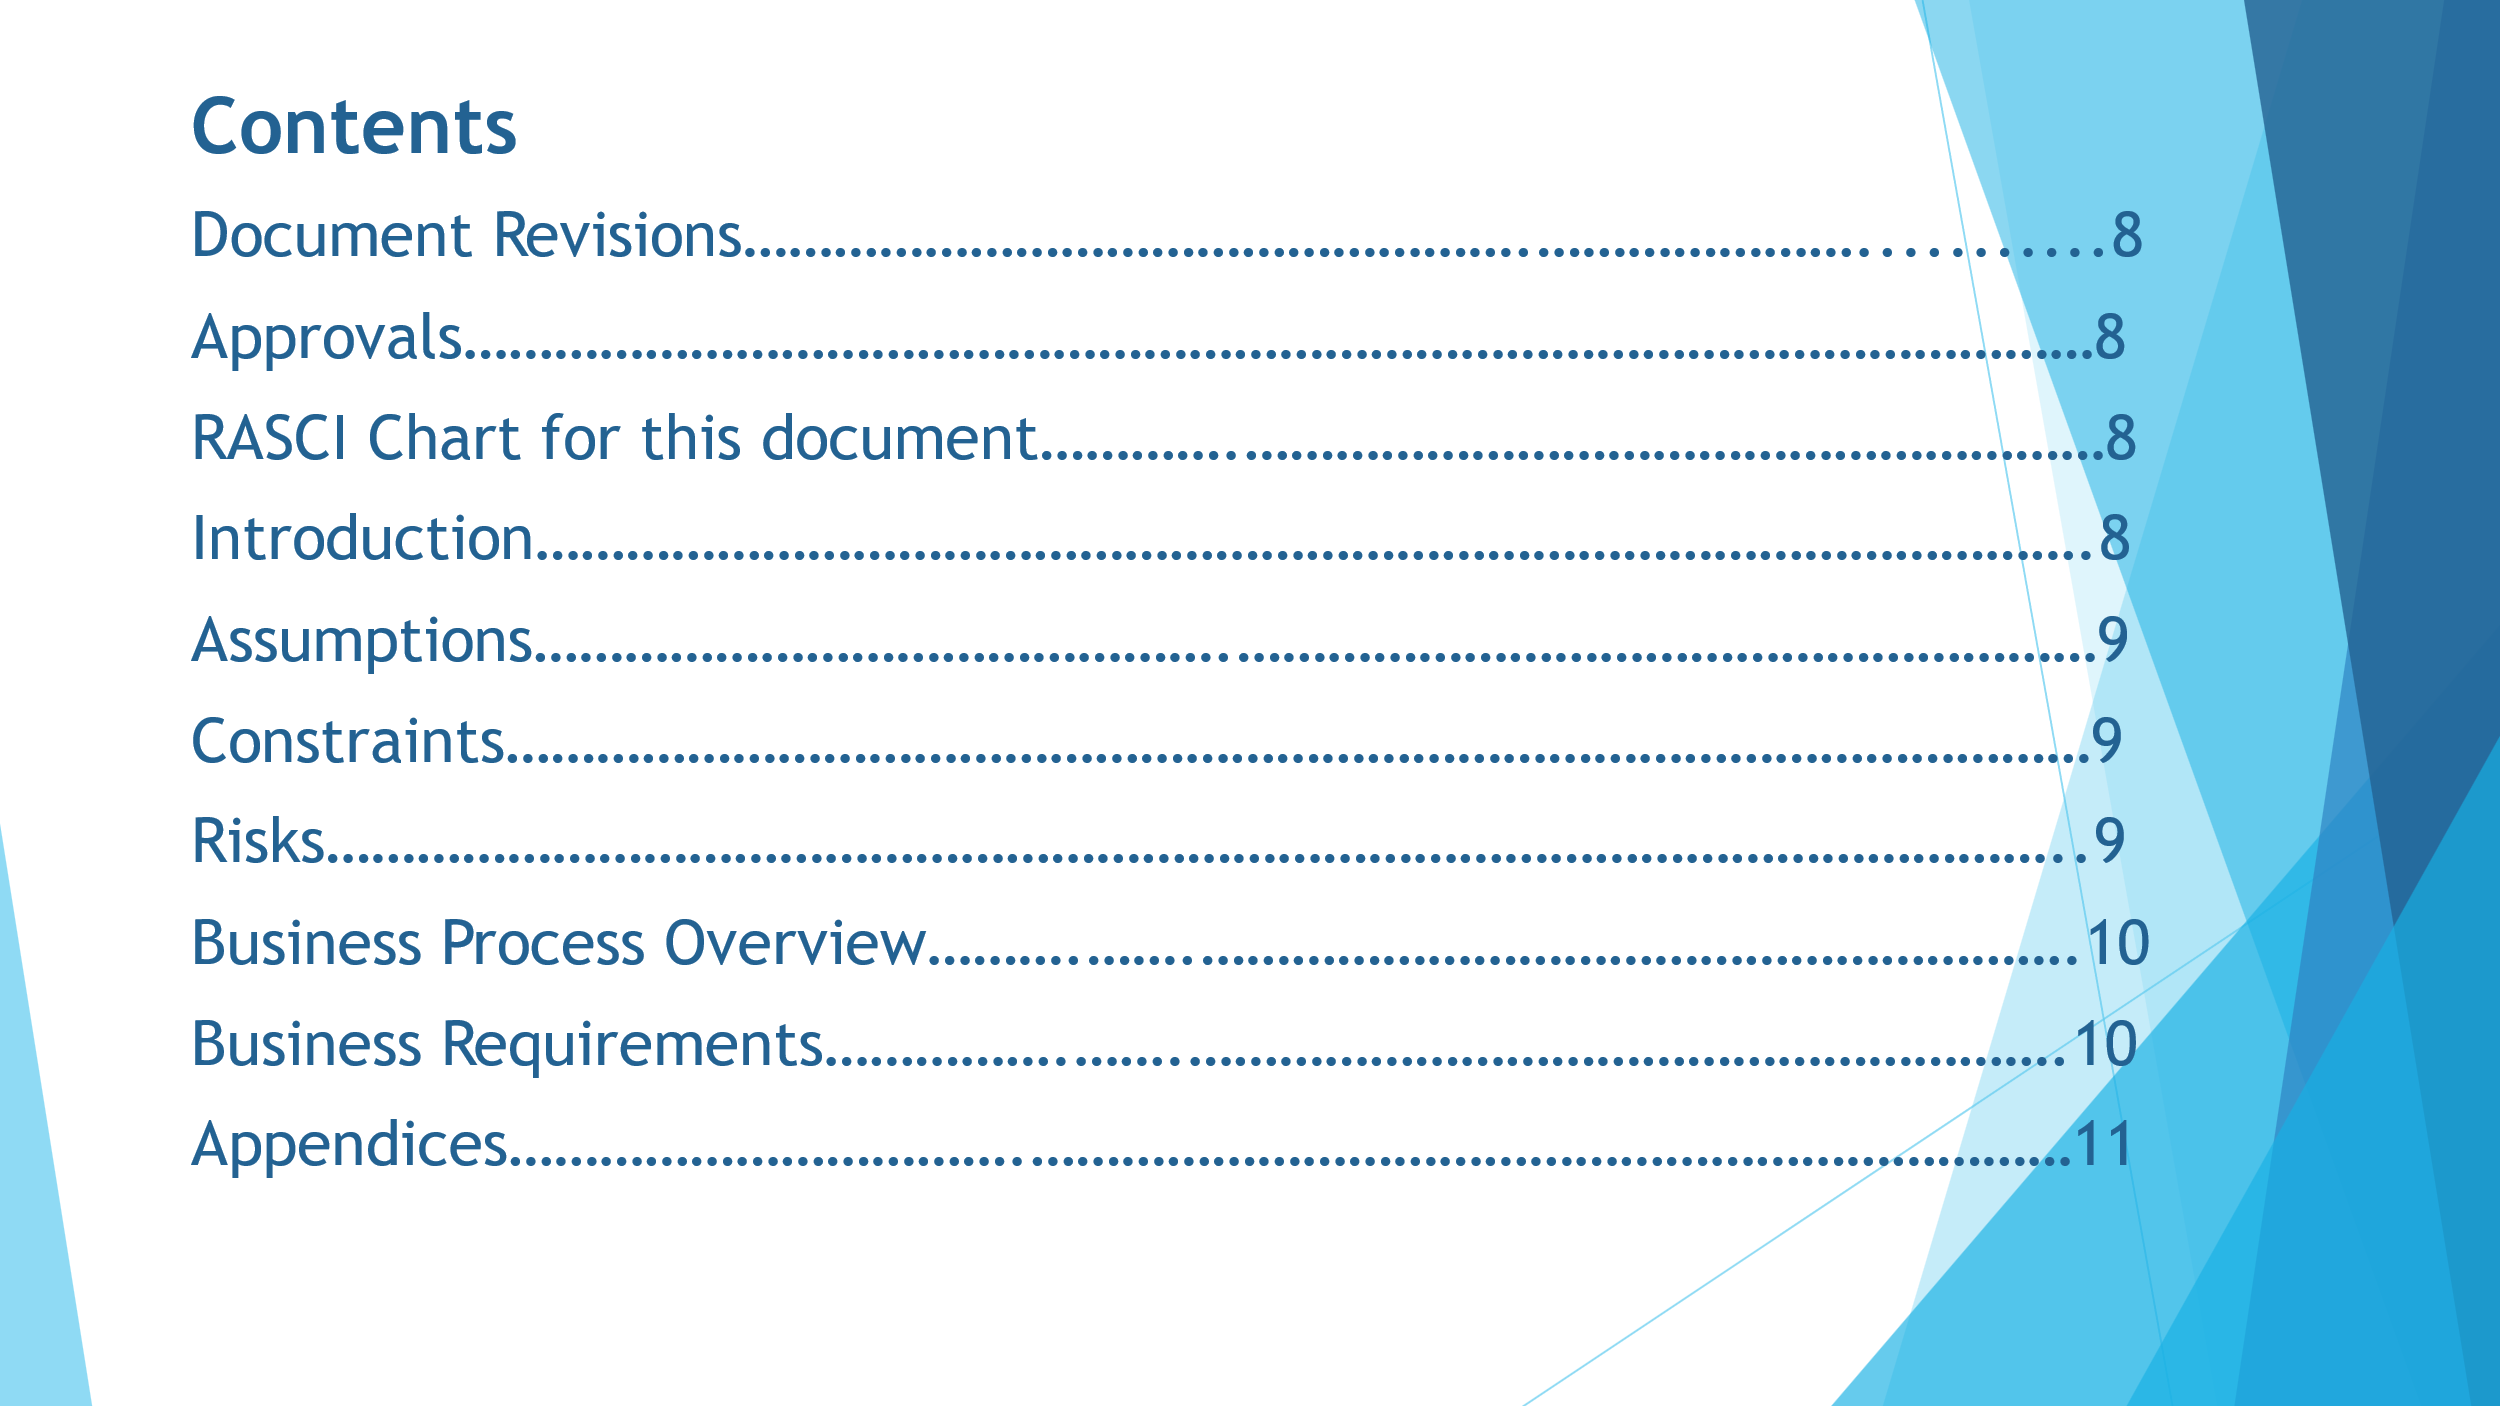 Contents
Document Revisions........................................................................................8
Approvals.............................................................................................................8
RASCI Chart for this document......................................................................8
Introduction........................................................................................................8
Assumptions........................................................................................................9
Constraints..........................................................................................................9
Risks.....................................................................................................................9
Business Process Overview............................................................................10
Business Requirements..................................................................................10
Appendices.......................................................................................................11